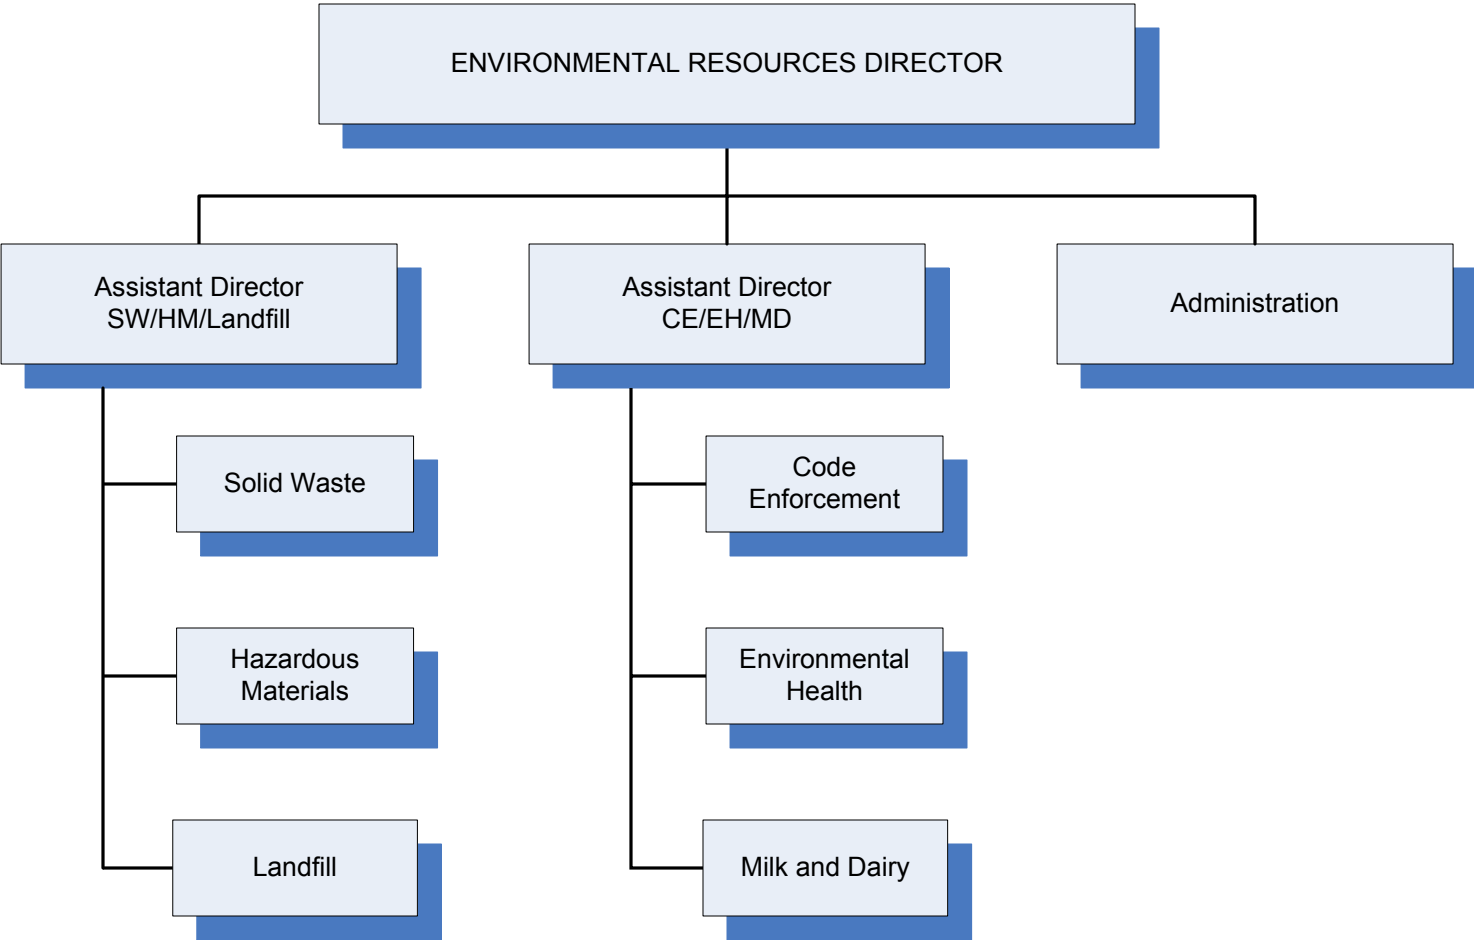 ENVIRONMENTAL RESOURCES DIRECTOR
Assistant Director
SW/HM/Landfill
Assistant Director
CE/EH/MD
Administration
Solid Waste
Code
Enforcement
Hazardous
Materials
Environmental
Health
Landfill
Milk and Dairy